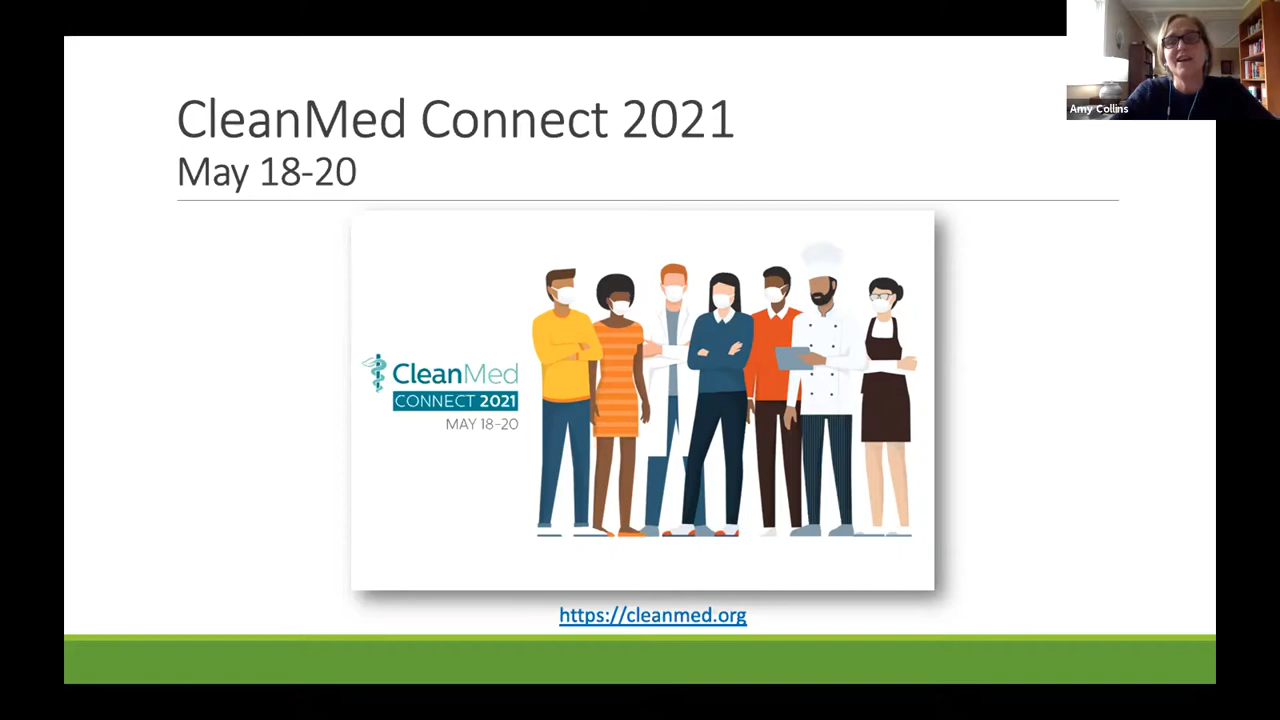 CleanMed Connect 2021
May 18-20
Amy Collins
CleanMed
CONNECT 2021
MAY 18-20
https://cleanmed.org